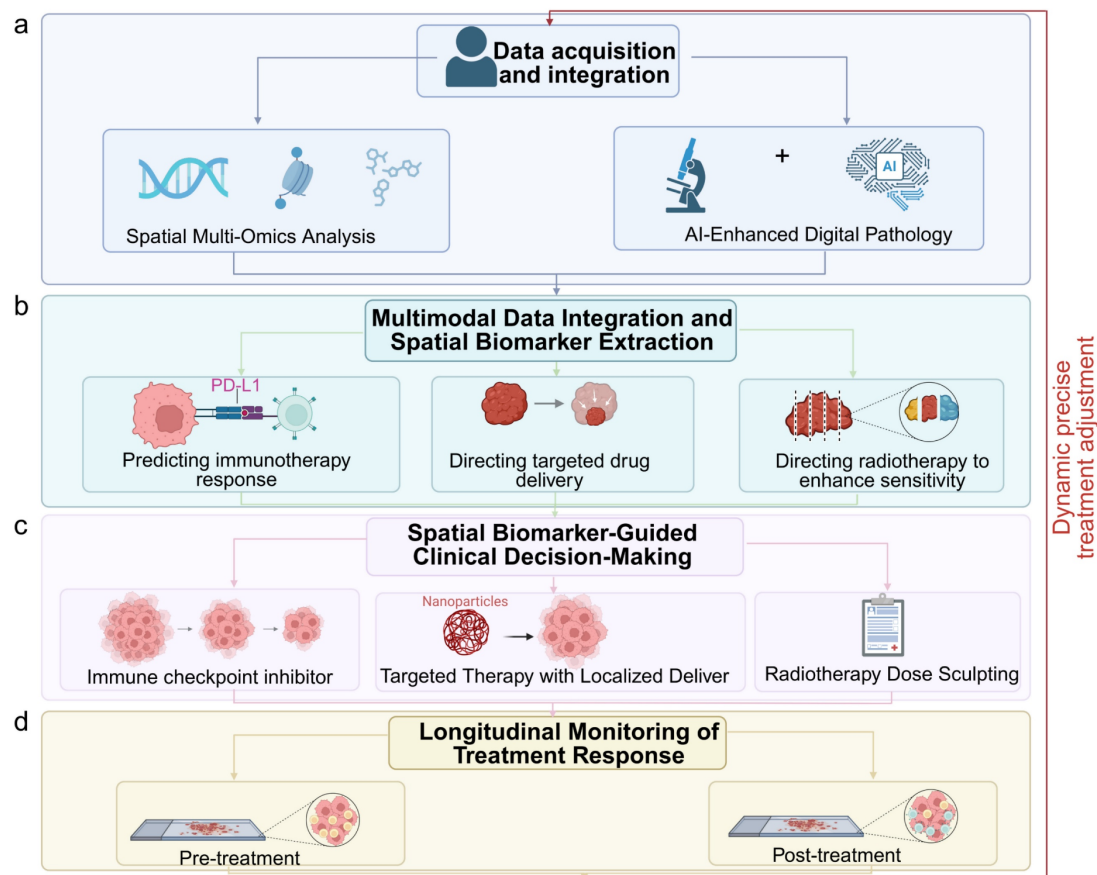 a
Data acquisition
and integration
Spatial Multi-Omics Analysis
+
AI
AI-Enhanced Digital Pathology
b
Multimodal Data Integration and
Spatial Biomarker Extraction
PD-L1
Predicting immunotherapy
response
Directing targeted drug
delivery
Directing radiotherapy to
enhance sensitivity
c
Spatial Biomarker-Guided
Clinical Decision-Making
Immune checkpoint inhibitor
Nanoparticles
Targeted Therapy with Localized Deliver
Radiotherapy Dose Sculpting
d
Longitudinal Monitoring of
Treatment Response
Pre-treatment
Post-treatment
Dynamic precise
treatment adjustment